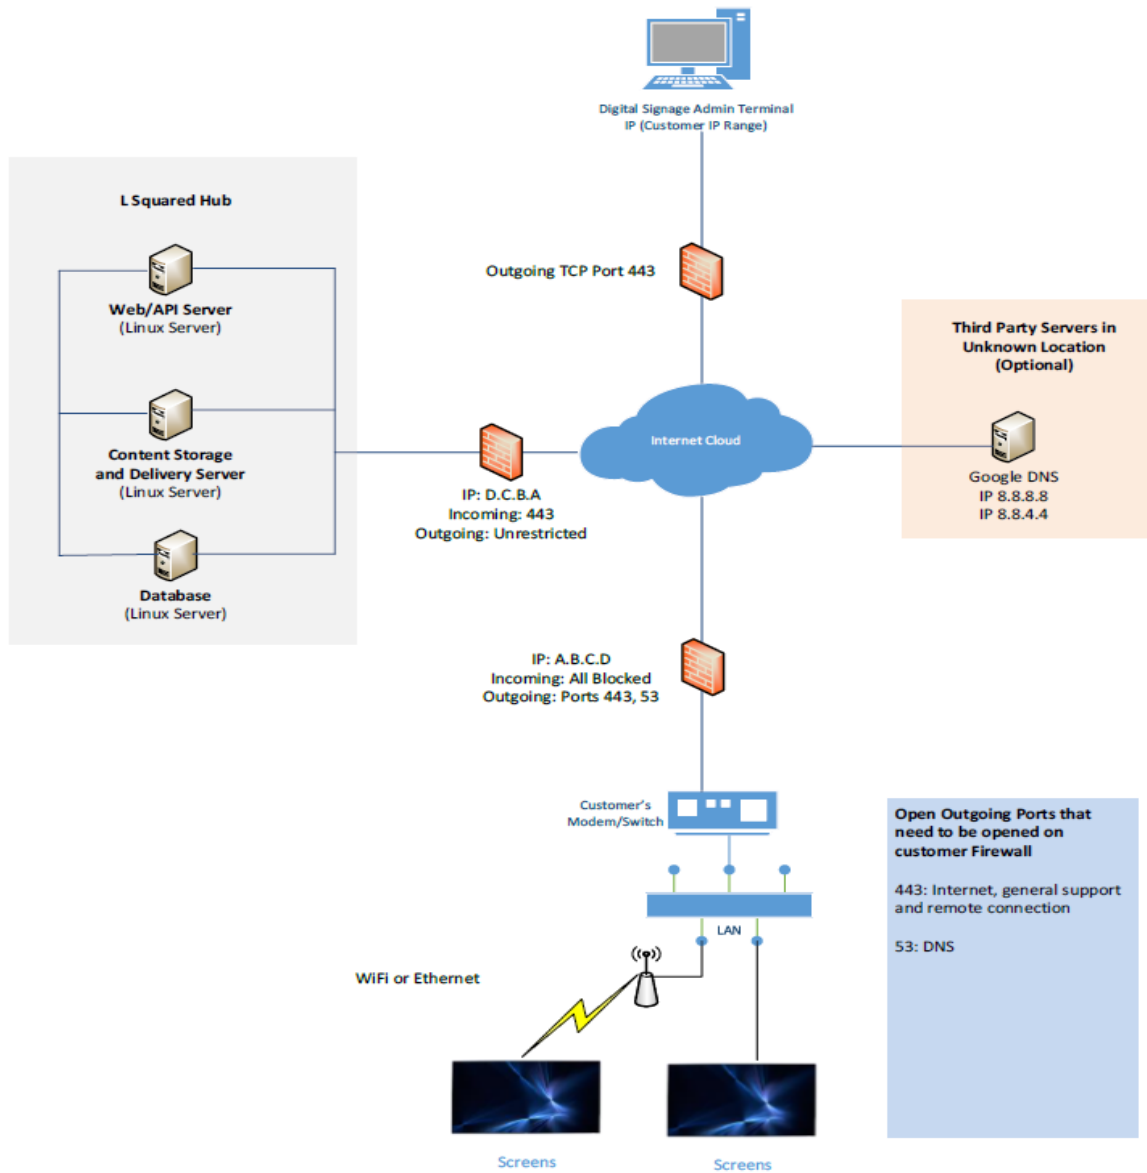 Digital Signage Admin Terminal
IP (Customer IP Range)
L Squared Hub
Web/API Server
(Linux Server)
Content Storage
and Delivery Server
(Linux Server)
Database
(Linux Server)
Outgoing TCP Port 443
Internet Cloud
IP: D.C.B.A
Incoming: 443
Outgoing: Unrestricted
Third Party Servers in
Unknown Location
(Optional)
Google DNS
IP 8.8.8.8
IP 8.8.4.4
IP: A.B.C.D
Incoming: All Blocked
Outgoing: Ports 443, 53
Customer's
Modem/Switch
LAN
WiFi or Ethernet
Screens
Screens
Open Outgoing Ports that
need to be opened on
customer Firewall
443: Internet, general support
and remote connection
53: DNS